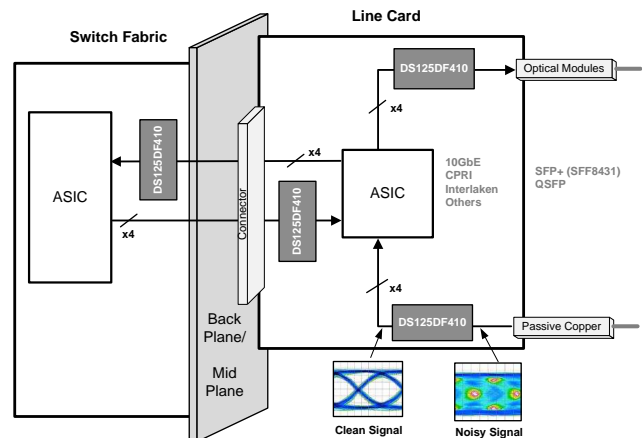 Line Card
Switch Fabric
DS125DF410
Optical Modules
x4
DS125DF410
x4
ASIC
ASIC
10GbE
CPRI
Interlaken
Others
SFP+ (SFF8431)
QSFP
Connector
DS125DF410
x4
x4
DS125DF410
Passive Copper
Back
Plane/
Mid
Plane
Clean Signal
Noisy Signal